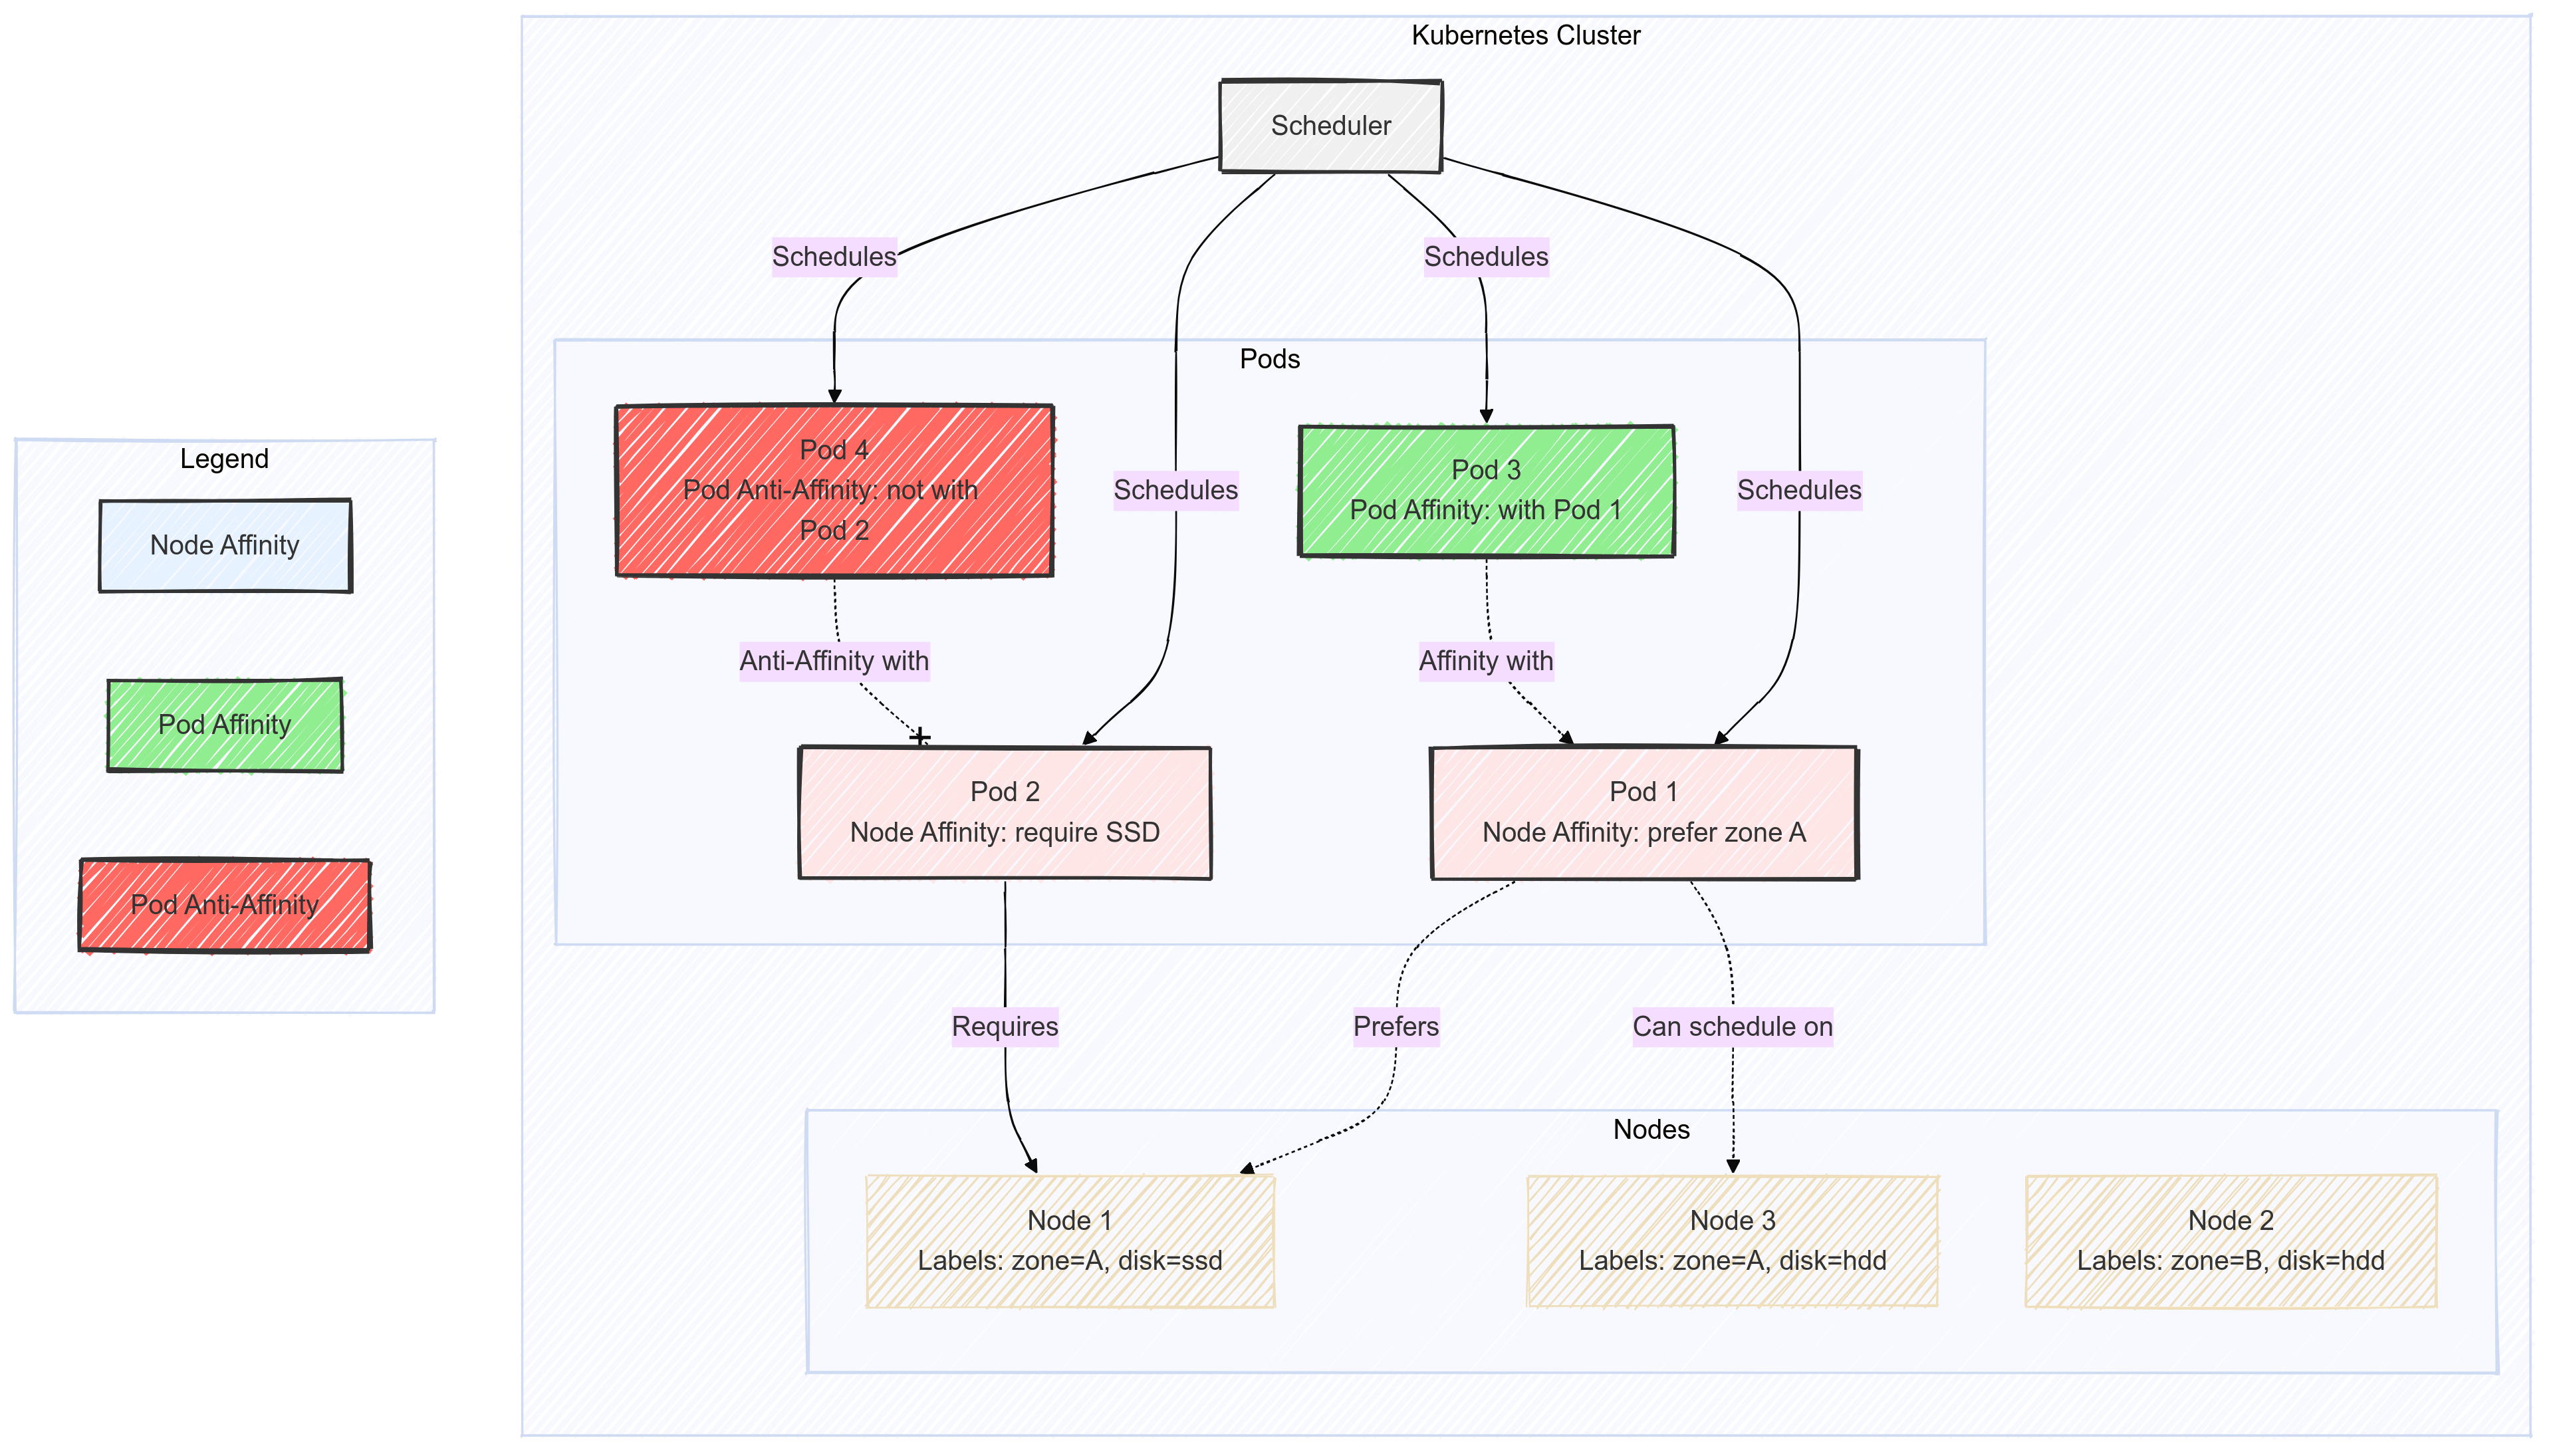 Kubernetes Cluster
Scheduler
Schedules
Schedules
Pods
Pod 4
Pod Anti-Affinity: not with
Pod 2
Schedules
Pod 3
Pod Affinity: with Pod 1
Schedules
Anti-Affinity with
Affinity with
Pod 2
Node Affinity: require SSD
Pod 1
Node Affinity: prefer zone A
Requires
Prefers
Can schedule on
Nodes
Node 1
Labels: zone=A, disk=ssd
Node 3
Labels: zone=A, disk=hdd
Node 2
Labels: zone=B, disk=hdd
Legend
Node Affinity
Pod Affinity
Pod Anti-Affinity